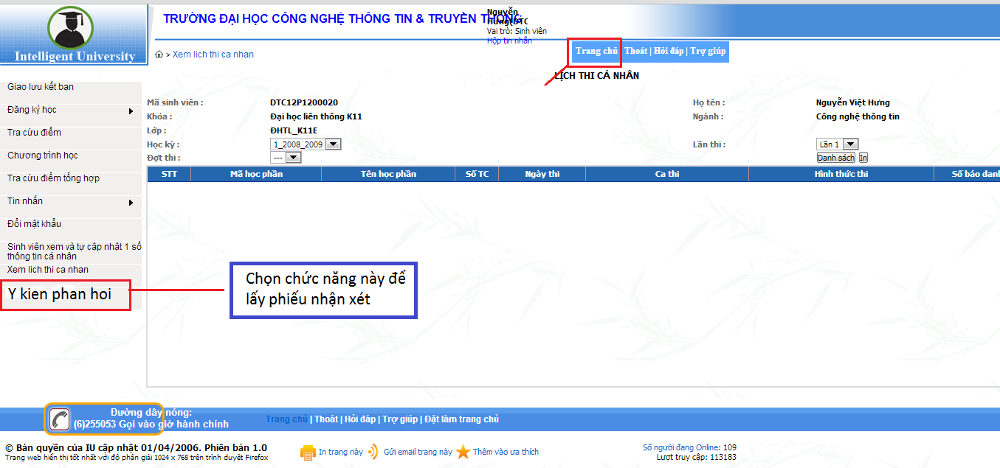 Intelligent University
TRƯỜNG ĐẠI HỌC CÔNG NGHỆ THÔNG TIN & TRUYỀN THÔNG
Nguyễn
Hưng(DTC
Vai trò: Sinh viên
Hộp tin nhắn
> Xem lich thi ca nhan
Trang chủ Thoát | Hỏi đáp | Trợ giúp
LỊCH THI CÁ NHÂN
Giao lưu kết bạn
Đăng ký học
Tra cứu điểm
Chương trình học
Tra cứu điểm tổng hợp
Tin nhắn
Đổi mật khẩu
Sinh viên xem và tự cập nhật 1 số
thông tin cá nhân
Xem lich thi ca nhan
Y kien phan hoi
Mã sinh viên : DTC12P1200020 Họ tên : Nguyễn Việt Hưng
Khóa : Đại học liên thông K11 Ngành : Công nghệ thông tin
Lớp : ĐHTL_K11E
Học kỳ : 1_2008_2009 Lần thi : Lần 1
Đợt thi : --- Danh sách In
STT Mã học phần Tên học phần Số TC Ngày thi Ca thi Hình thức thi Số báo danh
Chọn chức năng này để
lấy phiếu nhận xét
Đường dây nóng:
(6)255053 Gọi vào giờ hành chính
Trang chủ | Thoát | Hỏi đáp | Trợ giúp | Đặt làm trang chủ
© Bản quyền của IU cập nhật 01/04/2006. Phiên bản 1.0
Trang web hiển thị tốt nhất với độ phân giải 1024 x 768 trên trình duyệt Firefox
In trang này Gửi email trang này Thêm vào ưa thích
Số người đang Online: 109
Lượt truy cập: 113183